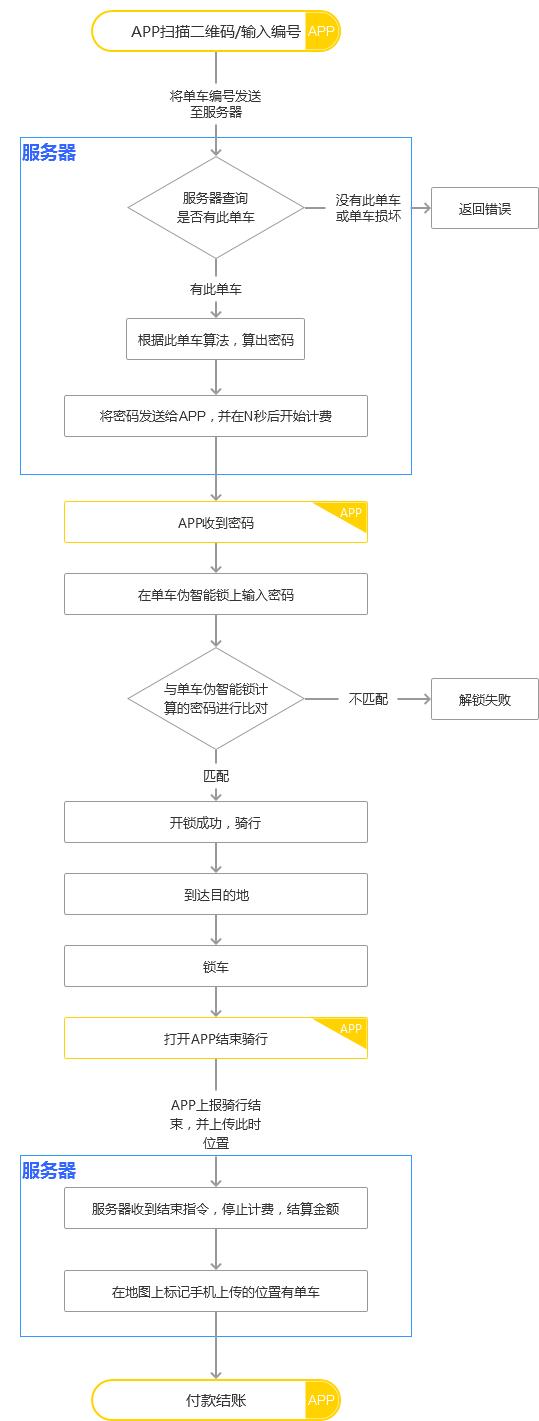 APP扫描二维码/输入编号
APP
将单车编号发送
至服务器
服务器
服务器查询
是否有此单车
没有此单车
或单车损坏
返回错误
有此单车
根据此单车算法，算出密码
将密码发送给APP，并在N秒后开始计费
APP
APP收到密码
在单车伪智能锁上输入密码
与单车伪智能锁计
算的密码进行比对
不匹配
解锁失败
匹配
开锁成功，骑行
到达目的地
锁车
APP
打开APP结束骑行
APP上报骑行结
束，并上传此时
位置
服务器
服务器收到结束指令，停止计费，结算金额
在地图上标记手机上传的位置有单车
付款结账
APP